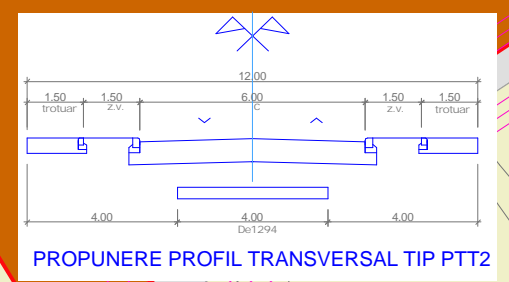 12.00
1.50 1.50 6.00 1.50 1.50
trotuar z.v. C z.v. trotuar
4.00 4.00 4.00
De1294
PROPUNERE PROFIL TRANSVERSAL TIP PTT2